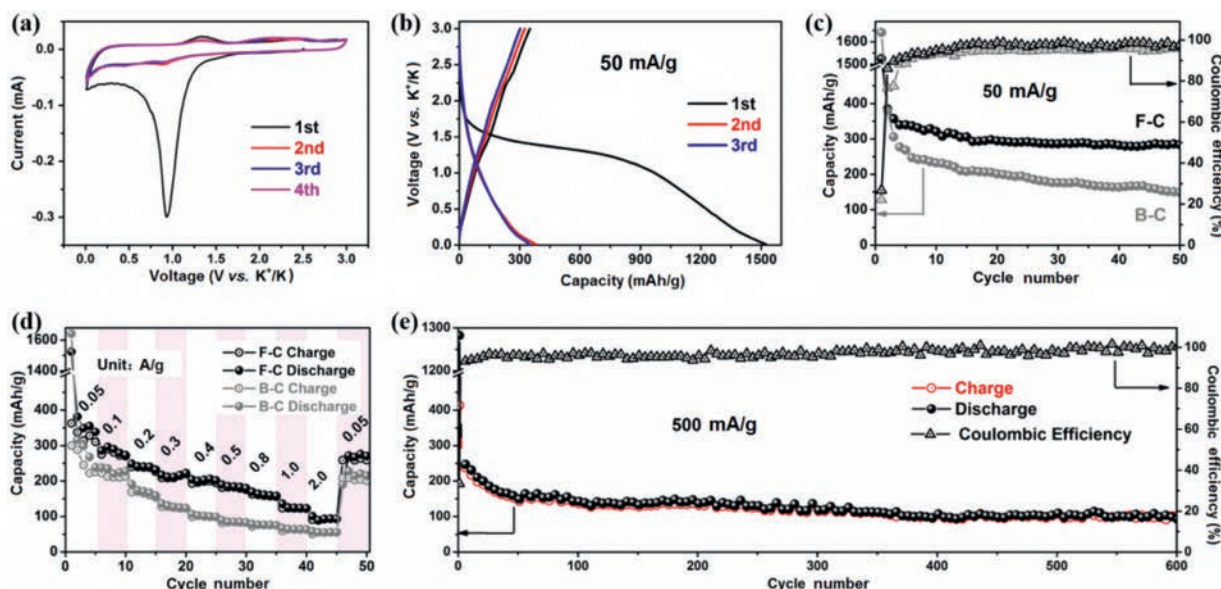 (a)
0.0
-0.1
-0.2
-0.3
Current (mA)
1st
2nd
3rd
4th
0.0 0.5 1.0 1.5 2.0 2.5 3.0
Voltage (V vs. K⁺/K)
(b)
3.0
2.5
2.0
1.5
1.0
0.5
0.0
Voltage (V vs. K⁺/K)
50 mA/g
1st
2nd
3rd
0 300 600 900 1200 1500
Capacity (mAh/g)
(c)
1600
1500
400
300
200
100
0
Capacity (mAh/g)
50 mA/g
F-C
B-C
100
80
60
40
20
0
Coulombic efficiency (%)
0 10 20 30 40 50
Cycle number
(d)
1600
1400
400
300
200
100
0
Capacity (mAh/g)
Unit: A/g
F-C Charge
F-C Discharge
B-C Charge
B-C Discharge
0.05
0.1
0.2
0.3
0.4
0.5
0.8
1.0
2.0
0.05
0 10 20 30 40 50
Cycle number
(e)
1300
1200
400
300
200
100
0
Capacity (mAh/g)
500 mA/g
Charge
Discharge
Coulombic Efficiency
100
80
60
40
20
0
Coulombic efficiency (%)
0 100 200 300 400 500 600
Cycle number